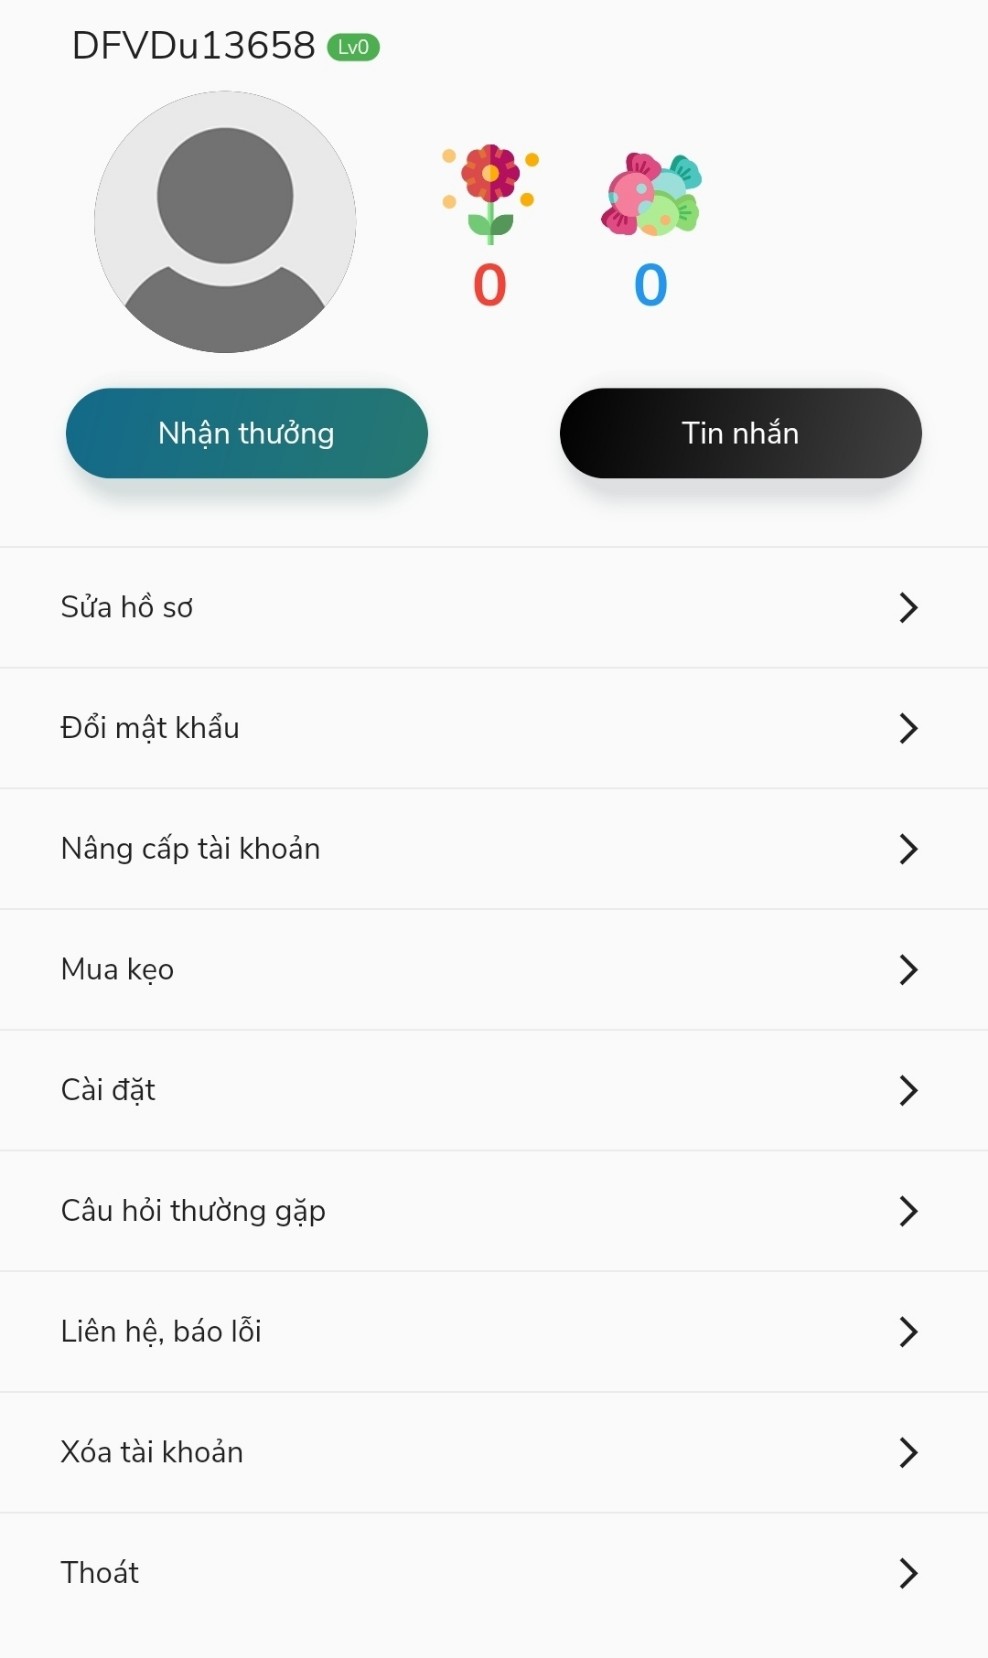 DFVDu13658 Lv0
0 0
Nhận thưởng Tin nhắn
Sửa hồ sơ
Đổi mật khẩu
Nâng cấp tài khoản
Mua kẹo
Cài đặt
Câu hỏi thường gặp
Liên hệ, báo lỗi
Xóa tài khoản
Thoát